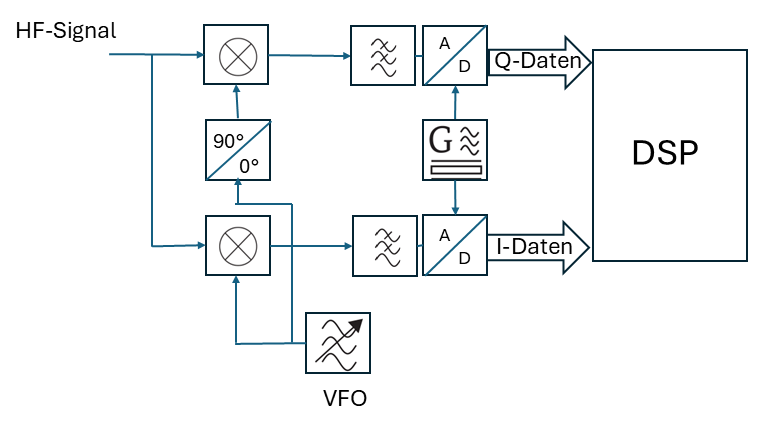 HF-Signal
A
D
Q-Daten
90°
0°
G
DSP
A
D
I-Daten
VFO